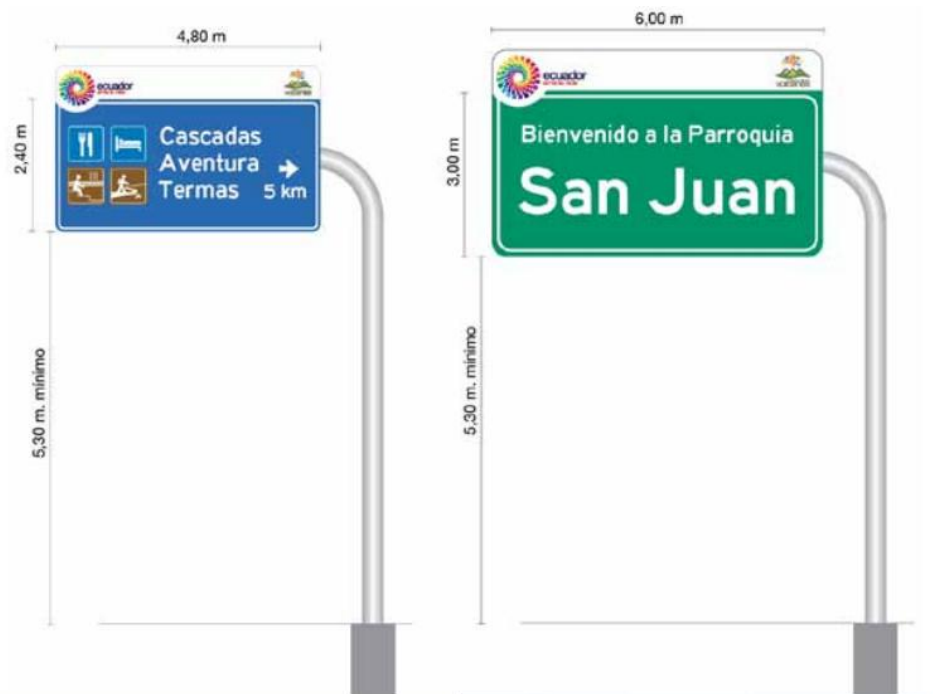 4,80 m
ecuador
2,40 m
Cascadas
Aventura
Termas 5 km
5,30 m. mínimo
6,00 m
ecuador
3,00 m
Bienvenido a la Parroquia
San Juan
5,30 m. mínimo